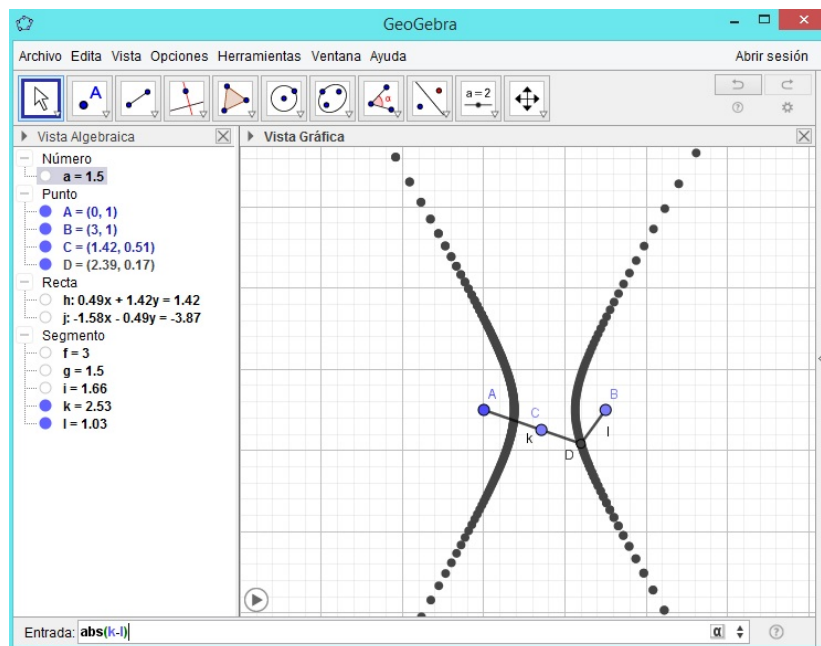 GeoGebra
Archivo Edita Vista Opciones Herramientas Ventana Ayuda
Abrir sesión
A
α
a=2
Vista Algebraica
Vista Gráfica
Número
a = 1.5
Punto
A = (0, 1)
B = (3, 1)
C = (1.42, 0.51)
D = (2.39, 0.17)
Recta
h: 0.49x + 1.42y = 1.42
j: -1.58x - 0.49y = -3.87
Segmento
f = 3
g = 1.5
i = 1.66
k = 2.53
l = 1.03
A
B
C
k
l
D
Entrada: abs(k-l)
α